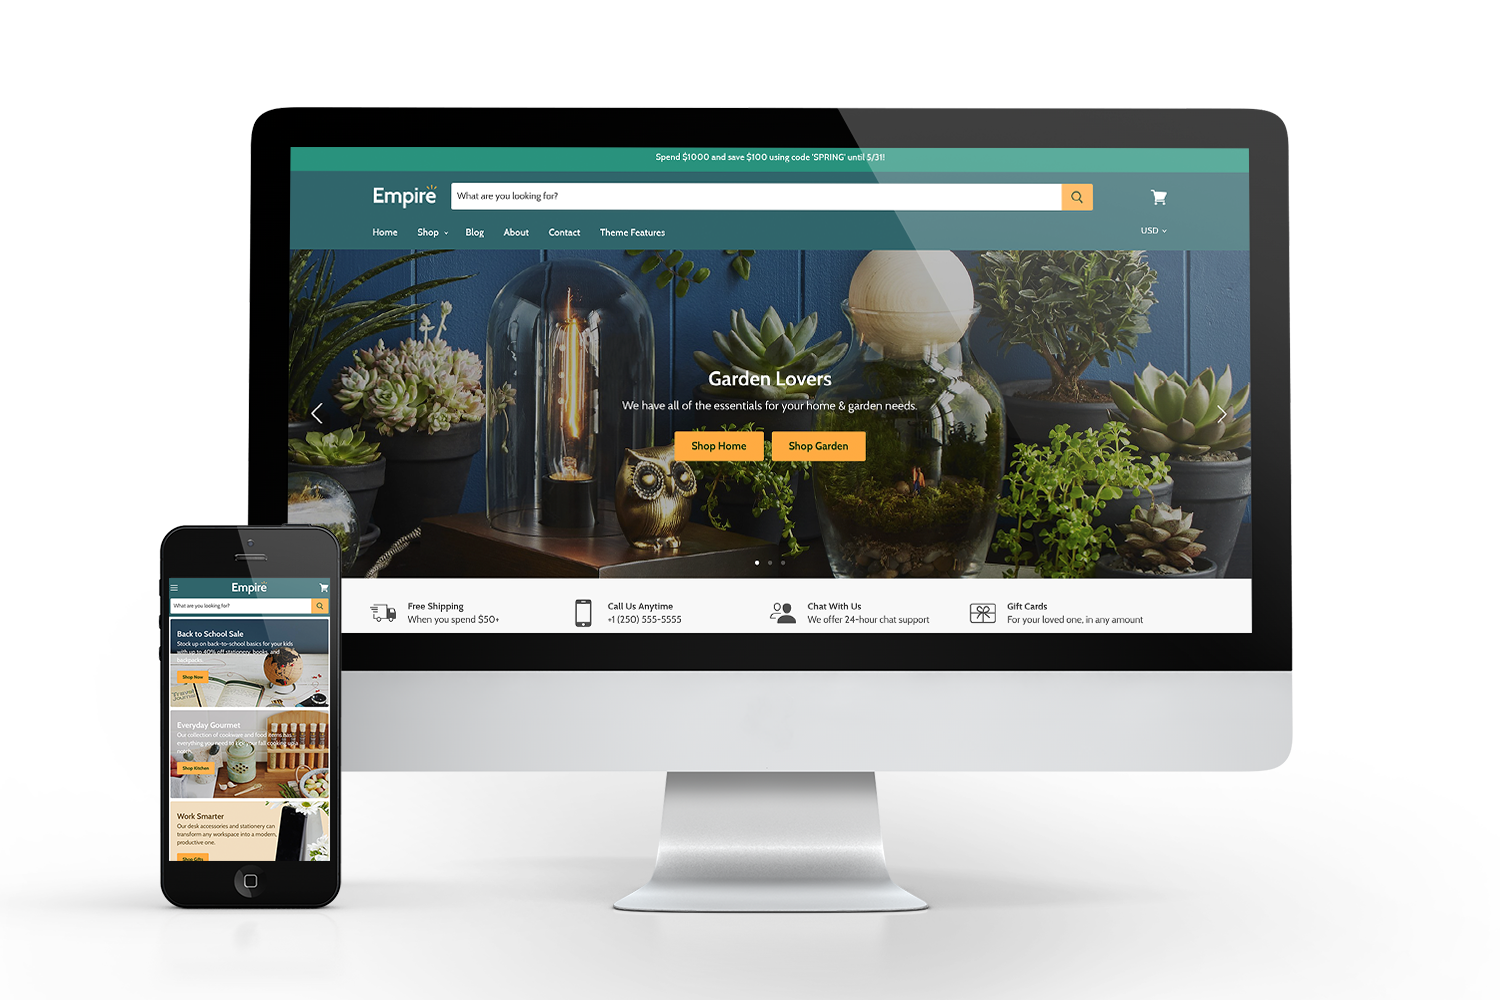 Spend $1000 and save $100 using code 'SPRING' until 5/31!
Empire
What are you looking for?
Home Shop Blog About Contact Theme Features
USD
Garden Lovers
We have all of the essentials for your home & garden needs.
Shop Home Shop Garden
Free Shipping
When you spend $50+
Call Us Anytime
+1 (250) 555-5555
Chat With Us
We offer 24-hour chat support
Gift Cards
For your loved one, in any amount
Empire
What are you looking for?
Back to School Sale
Stock up on back-to-school basics for your kids
with up to 40% off stationery, books, and
backpacks.
Shop Now
Everyday Gourmet
Our collection of cookware and food items has
everything you need to kick your fall cooking up a
notch.
Shop Kitchen
Work Smarter
Our desk accessories and stationery can
transform any workspace into a modern,
productive one.
Shop Gifts